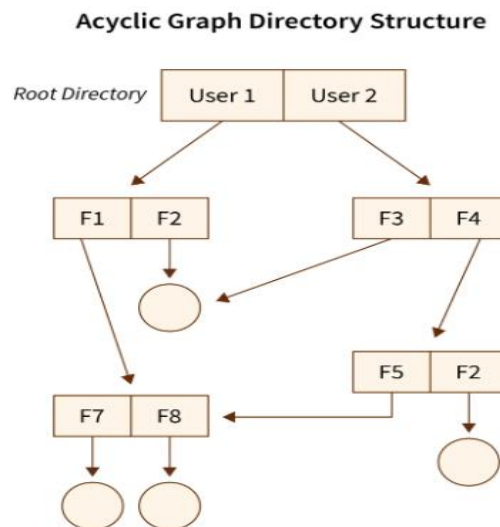 Acyclic Graph Directory Structure
Root Directory User 1 User 2
F1 F2 F3 F4
F5 F2
F7 F8